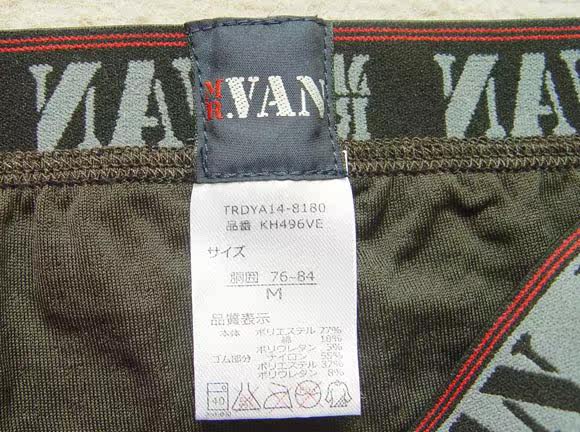 MR.VAN
TRDYA14-8180
品番 KH496VE
サイズ
胴囲 76-84
M
品質表示
本体 ポリエステル 77%
綿 18%
ポリウレタン 5%
ゴム部分 ナイロン 55%
ポリエステル 37%
ポリウレタン 8%
40